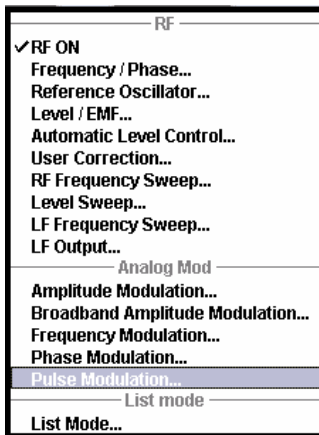 RF
RF ON
Frequency / Phase...
Reference Oscillator...
Level / EMF...
Automatic Level Control...
User Correction...
RF Frequency Sweep...
Level Sweep...
LF Frequency Sweep...
LF Output...
Analog Mod
Amplitude Modulation...
Broadband Amplitude Modulation...
Frequency Modulation...
Phase Modulation...
Pulse Modulation...
List mode
List Mode...